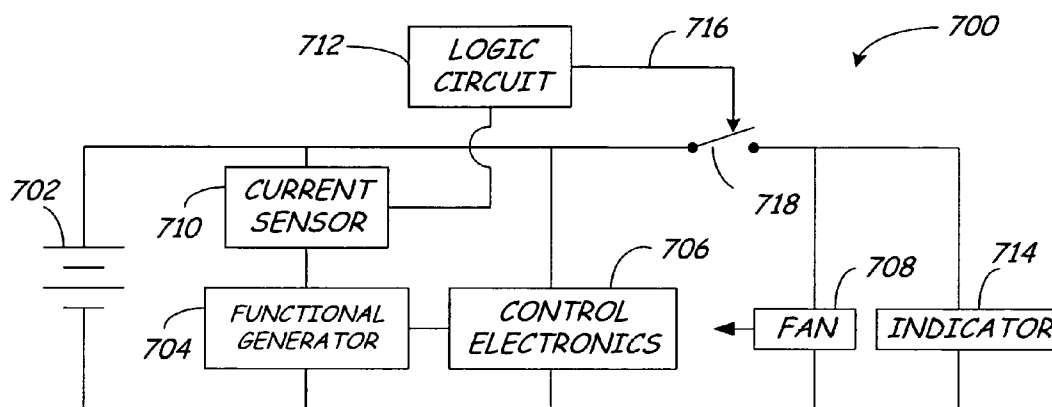 712
LOGIC
CIRCUIT
716
700
702
710
CURRENT
SENSOR
718
706
708
714
704
FUNCTIONAL
GENERATOR
CONTROL
ELECTRONICS
FAN
INDICATOR